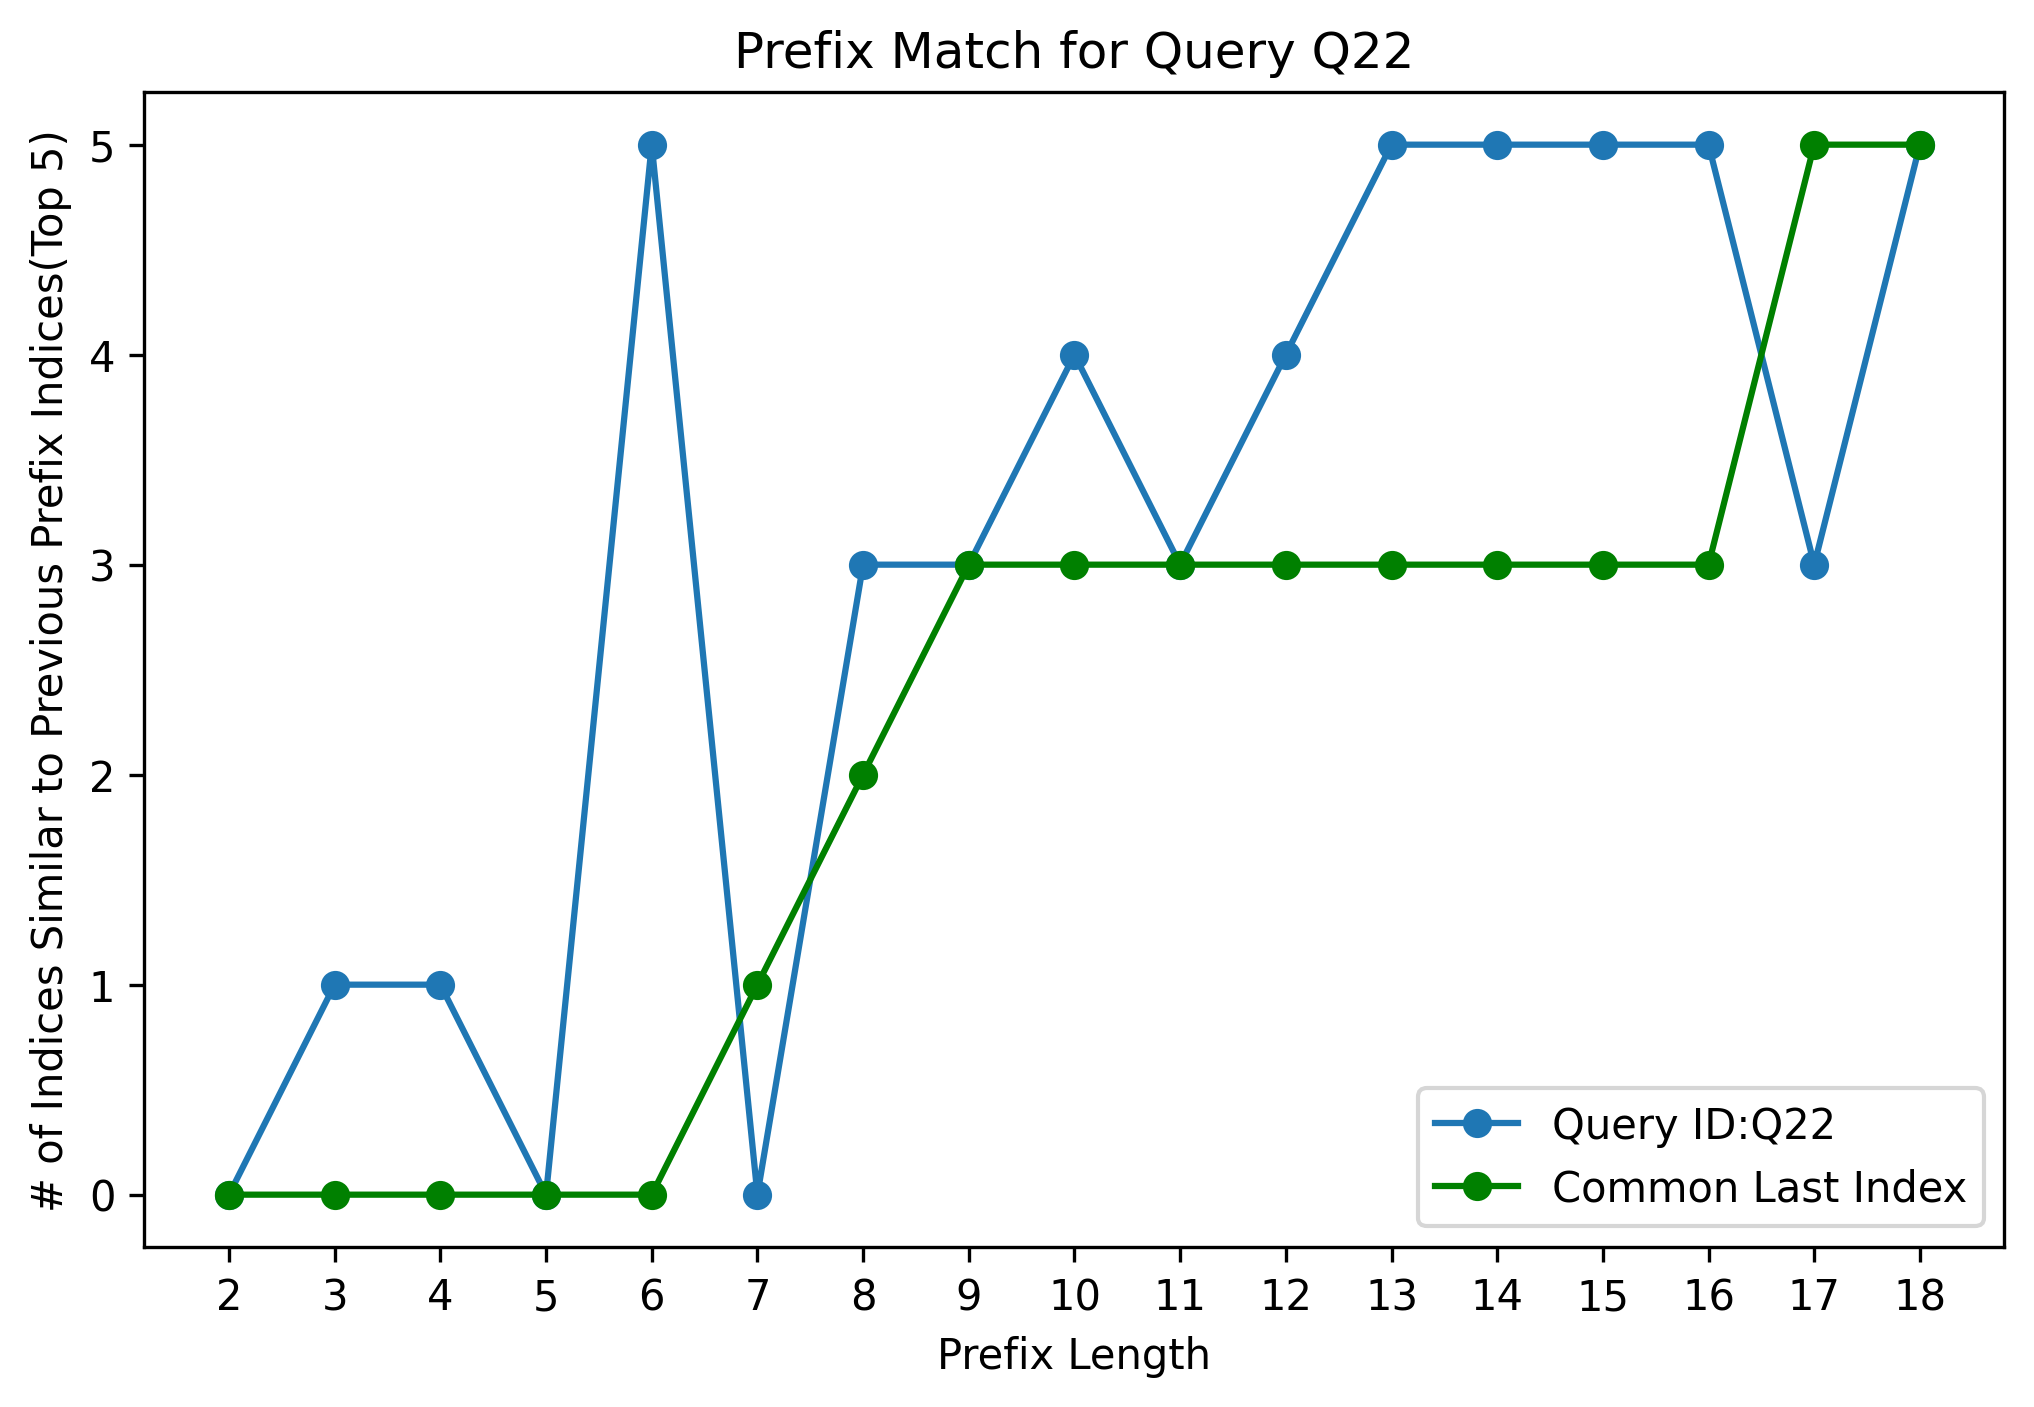 Prefix Match for Query Q22
# of Indices Similar to Previous Prefix Indices(Top 5)
5
4
3
2
1
0
Query ID:Q22
Common Last Index
2 3 4 5 6 7 8 9 10 11 12 13 14 15 16 17 18
Prefix Length